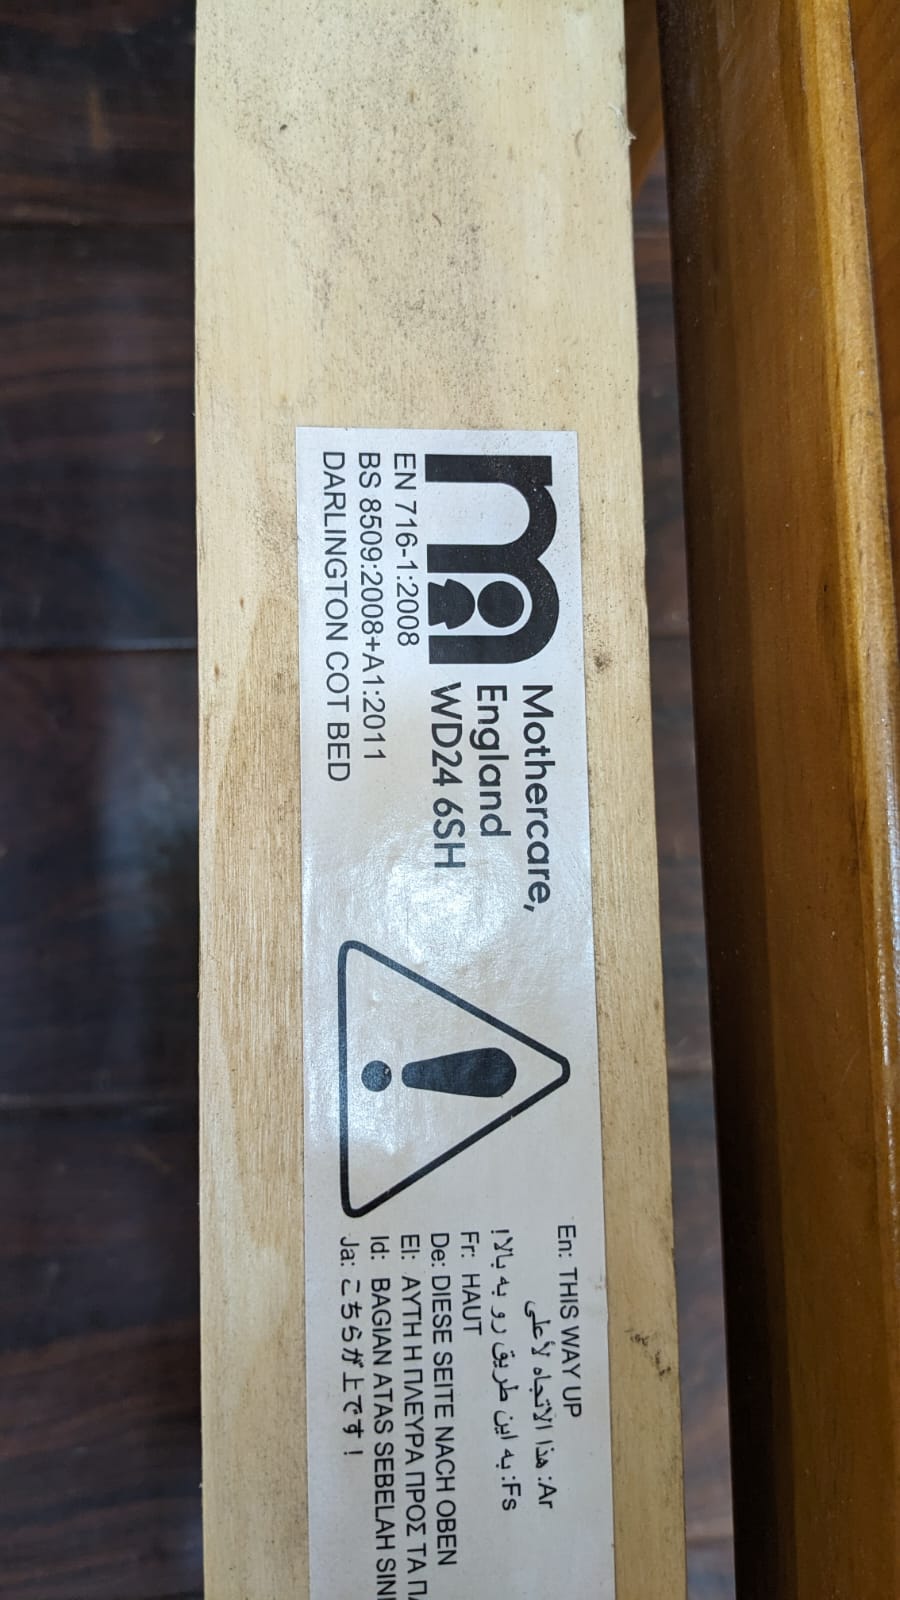 Mothercare,
England
WD24 6SH
EN 716-1:2008
BS 8509:2008+A1:2011
DARLINGTON COT BED
En: THIS WAY UP
Ar: هذا الاتجاه لأعلى
Fs: به این طریق رو به بالا!
Fr: HAUT
De: DIESE SEITE NACH OBEN
El: ΑΥΤΗ Η ΠΛΕΥΡΑ ΠΡΟΣ ΤΑ
Id: BAGIAN ATAS SEBELAH
Ja: こちらが上です！